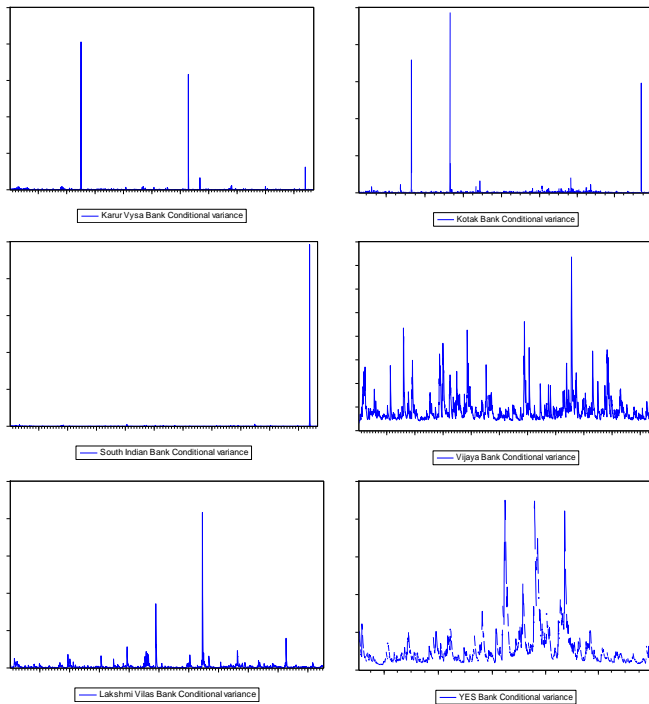 Karur Vysa Bank Conditional variance
Kotak Bank Conditional variance
South Indian Bank Conditional variance
Vijaya Bank Conditional variance
Lakshmi Vilas Bank Conditional variance
YES Bank Conditional variance